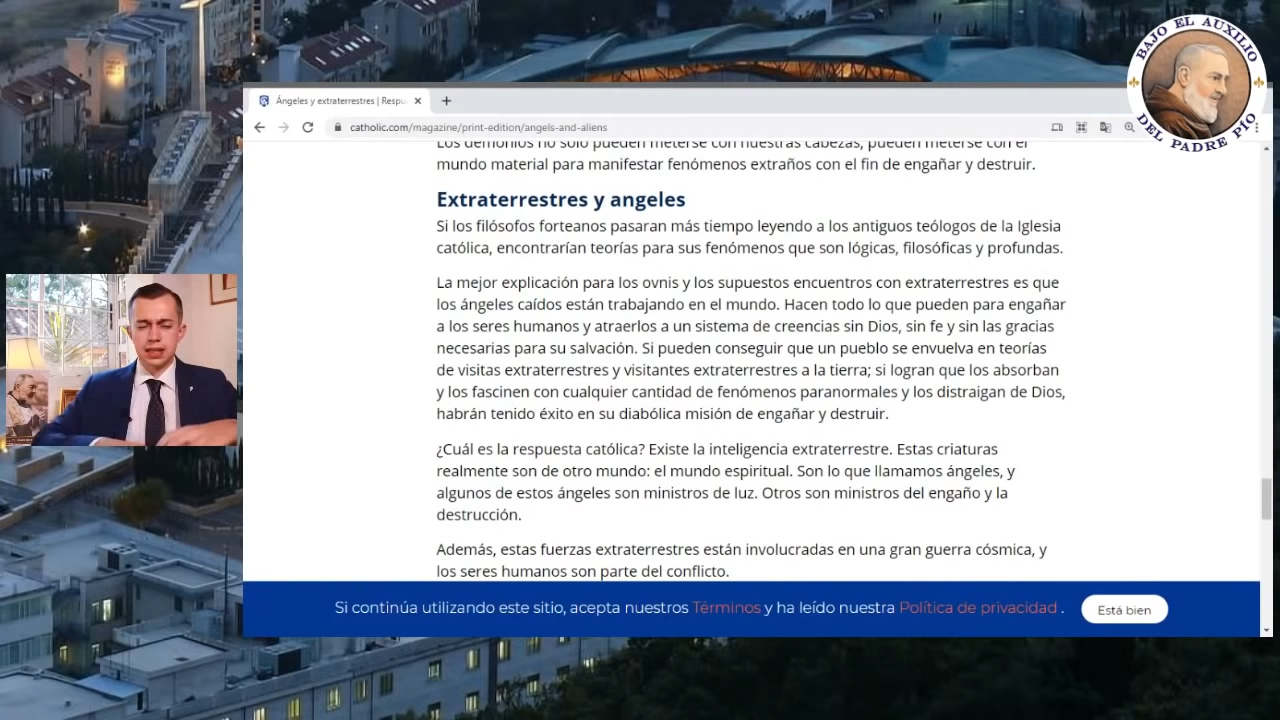 BAJO EL AUXILIO
DEL PADRE PÍO
Ángeles y extraterrestres | Respu
catholic.com/magazine/print-edition/angels-and-aliens
Los demonios no solo pueden meterse con nuestras cabezas, pueden meterse con el
mundo material para manifestar fenómenos extraños con el fin de engañar y destruir.
Extraterrestres y angeles
Si los filósofos forteanos pasaran más tiempo leyendo a los antiguos teólogos de la Iglesia
católica, encontrarían teorías para sus fenómenos que son lógicas, filosóficas y profundas.
La mejor explicación para los ovnis y los supuestos encuentros con extraterrestres es que
los ángeles caídos están trabajando en el mundo. Hacen todo lo que pueden para engañar
a los seres humanos y atraerlos a un sistema de creencias sin Dios, sin fe y sin las gracias
necesarias para su salvación. Si pueden conseguir que un pueblo se envuelva en teorías
de visitas extraterrestres y visitantes extraterrestres a la tierra; si logran que los absorban
y los fascinen con cualquier cantidad de fenómenos paranormales y los distraigan de Dios,
habrán tenido éxito en su diabólica misión de engañar y destruir.
¿Cuál es la respuesta católica? Existe la inteligencia extraterrestre. Estas criaturas
realmente son de otro mundo: el mundo espiritual. Son lo que llamamos ángeles, y
algunos de estos ángeles son ministros de luz. Otros son ministros del engaño y la
destrucción.
Además, estas fuerzas extraterrestres están involucradas en una gran guerra cósmica, y
los seres humanos son parte del conflicto.
Si continúa utilizando este sitio, acepta nuestros Términos y ha leído nuestra Política de privacidad .
Está bien